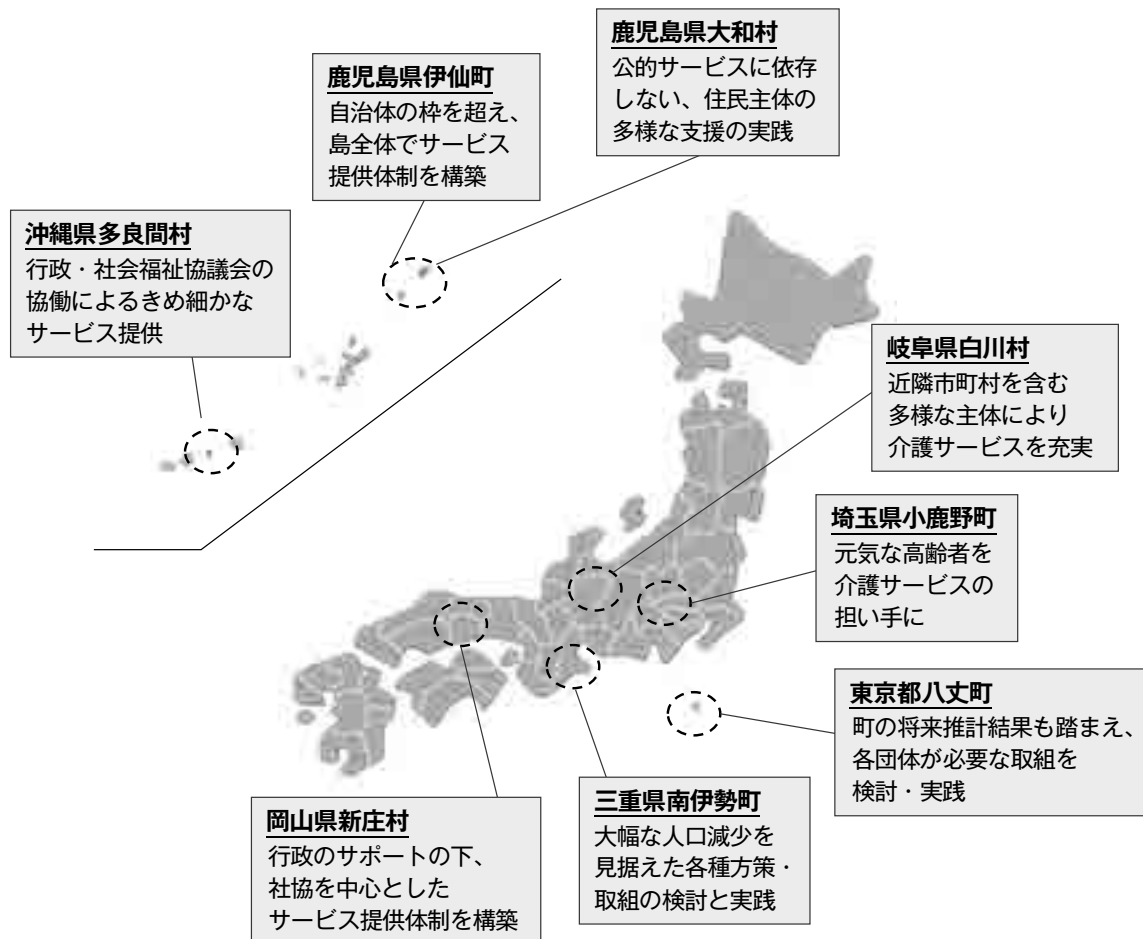 鹿児島県大和村
公的サービスに依存
しない、住民主体の
多様な支援の実践
鹿児島県伊仙町
自治体の枠を超え、
島全体でサービス
提供体制を構築
沖縄県多良間村
行政・社会福祉協議会の
協働によるきめ細かな
サービス提供
岐阜県白川村
近隣市町村を含む
多様な主体により
介護サービスを充実
埼玉県小鹿野町
元気な高齢者を
介護サービスの
担い手に
東京都八丈町
町の将来推計結果も踏まえ、
各団体が必要な取組を
検討・実践
三重県南伊勢町
大幅な人口減少を
見据えた各種方策・
取組の検討と実践
岡山県新庄村
行政のサポートの下、
社協を中心とした
サービス提供体制を構築